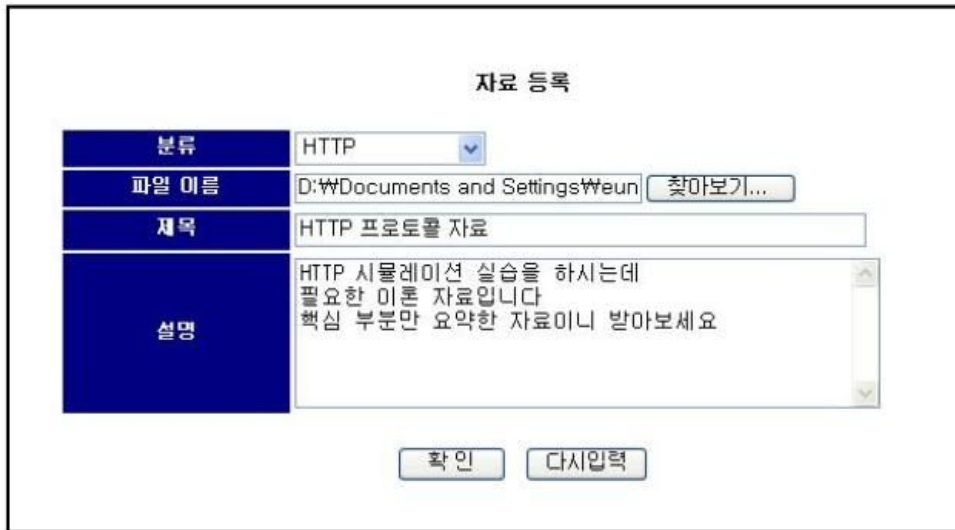 자료 등록
분류 HTTP
파일 이름 D:₩Documents and Settings₩eun 찾아보기...
제목 HTTP 프로토콜 자료
설명
HTTP 시뮬레이션 실습을 하시는데
필요한 이론 자료입니다
핵심 부분만 요약한 자료이니 받아보세요
확 인 다시입력